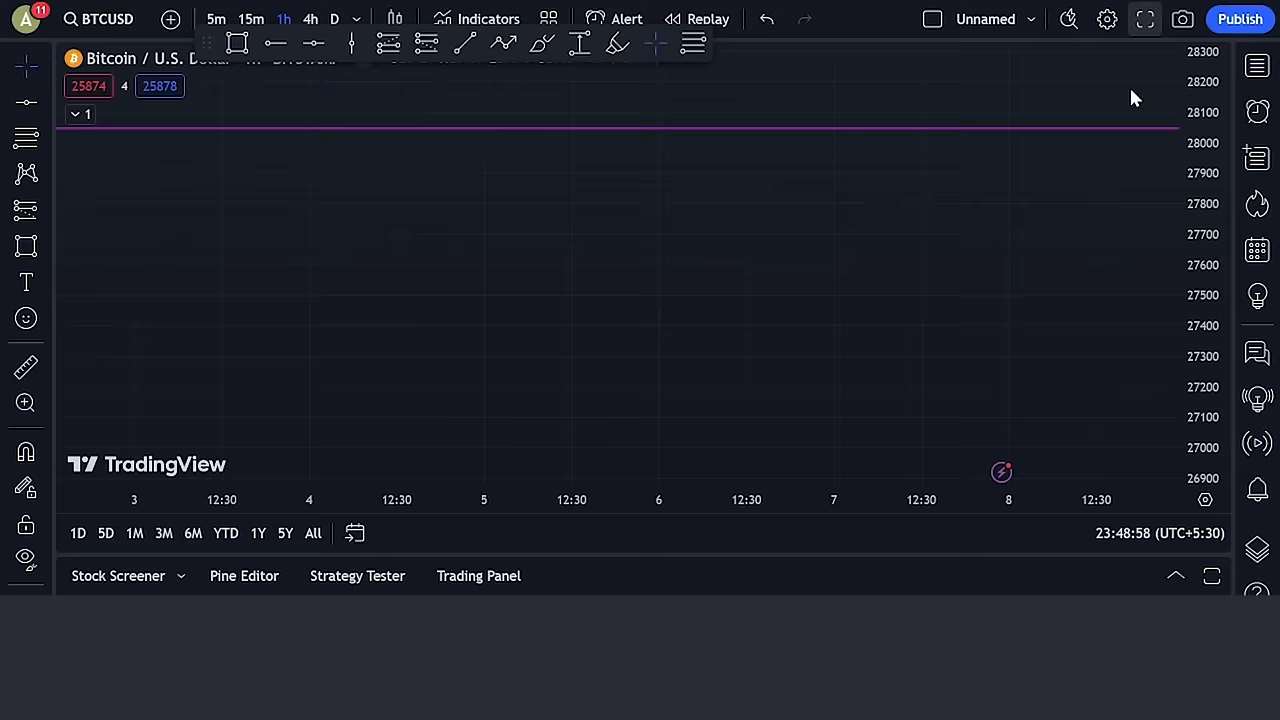 A 11 BTCUSD 5m 15m 1h 4h D Indicators Alert Replay Unnamed Publish
Bitcoin / U.S.
25874 4 25878
1
28300
28200
28100
28000
27900
27800
27700
27600
27500
27400
27300
27200
27100
27000
26900
TradingView
3 12:30 4 12:30 5 12:30 6 12:30 7 12:30 8 12:30
1D 5D 1M 3M 6M YTD 1Y 5Y All 23:48:58 (UTC+5:30)
Stock Screener Pine Editor Strategy Tester Trading Panel